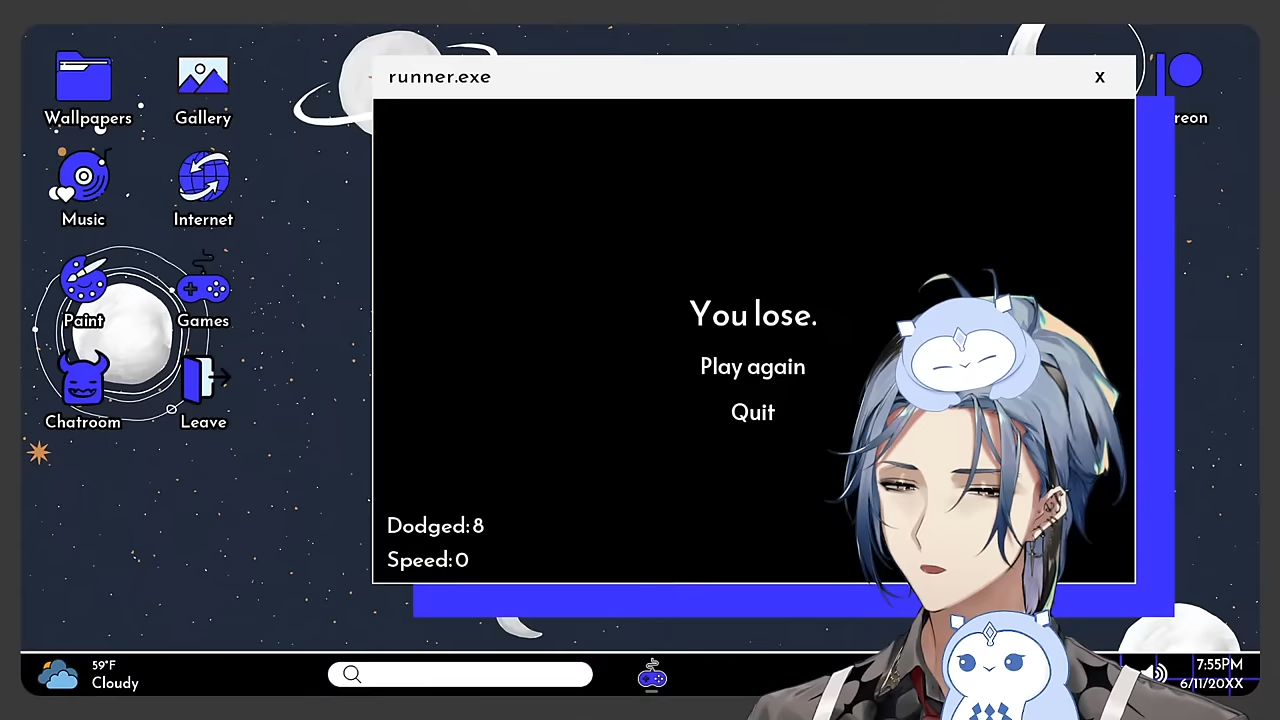 Wallpapers
Gallery
Music
Internet
Paint
Games
Chatroom
Leave
runner.exe
x
You lose.
Play again
Quit
Dodged: 8
Speed: 0
reon
59°F
Cloudy
7:55PM
6/11/20XX